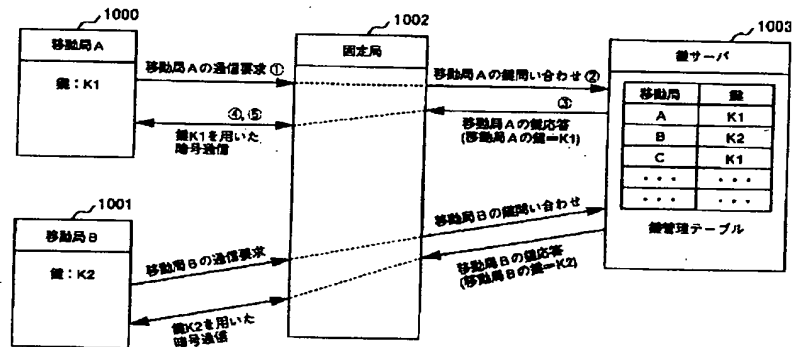 1000
移動局A
鍵：K1
1002
固定局
1003
鍵サーバ
移動局Aの通信要求①
移動局Aの鍵問い合わせ②
④,⑤
鍵K1を用いた
暗号通信
③
移動局Aの鍵応答
(移動局Aの鍵=K1)
移動局 鍵
A K1
B K2
C K1
・・・ ・・・
・・・ ・・・
鍵管理テーブル
1001
移動局B
鍵：K2
移動局Bの通信要求
移動局Bの鍵問い合わせ
鍵K2を用いた
暗号通信
移動局Bの鍵応答
(移動局Bの鍵=K2)